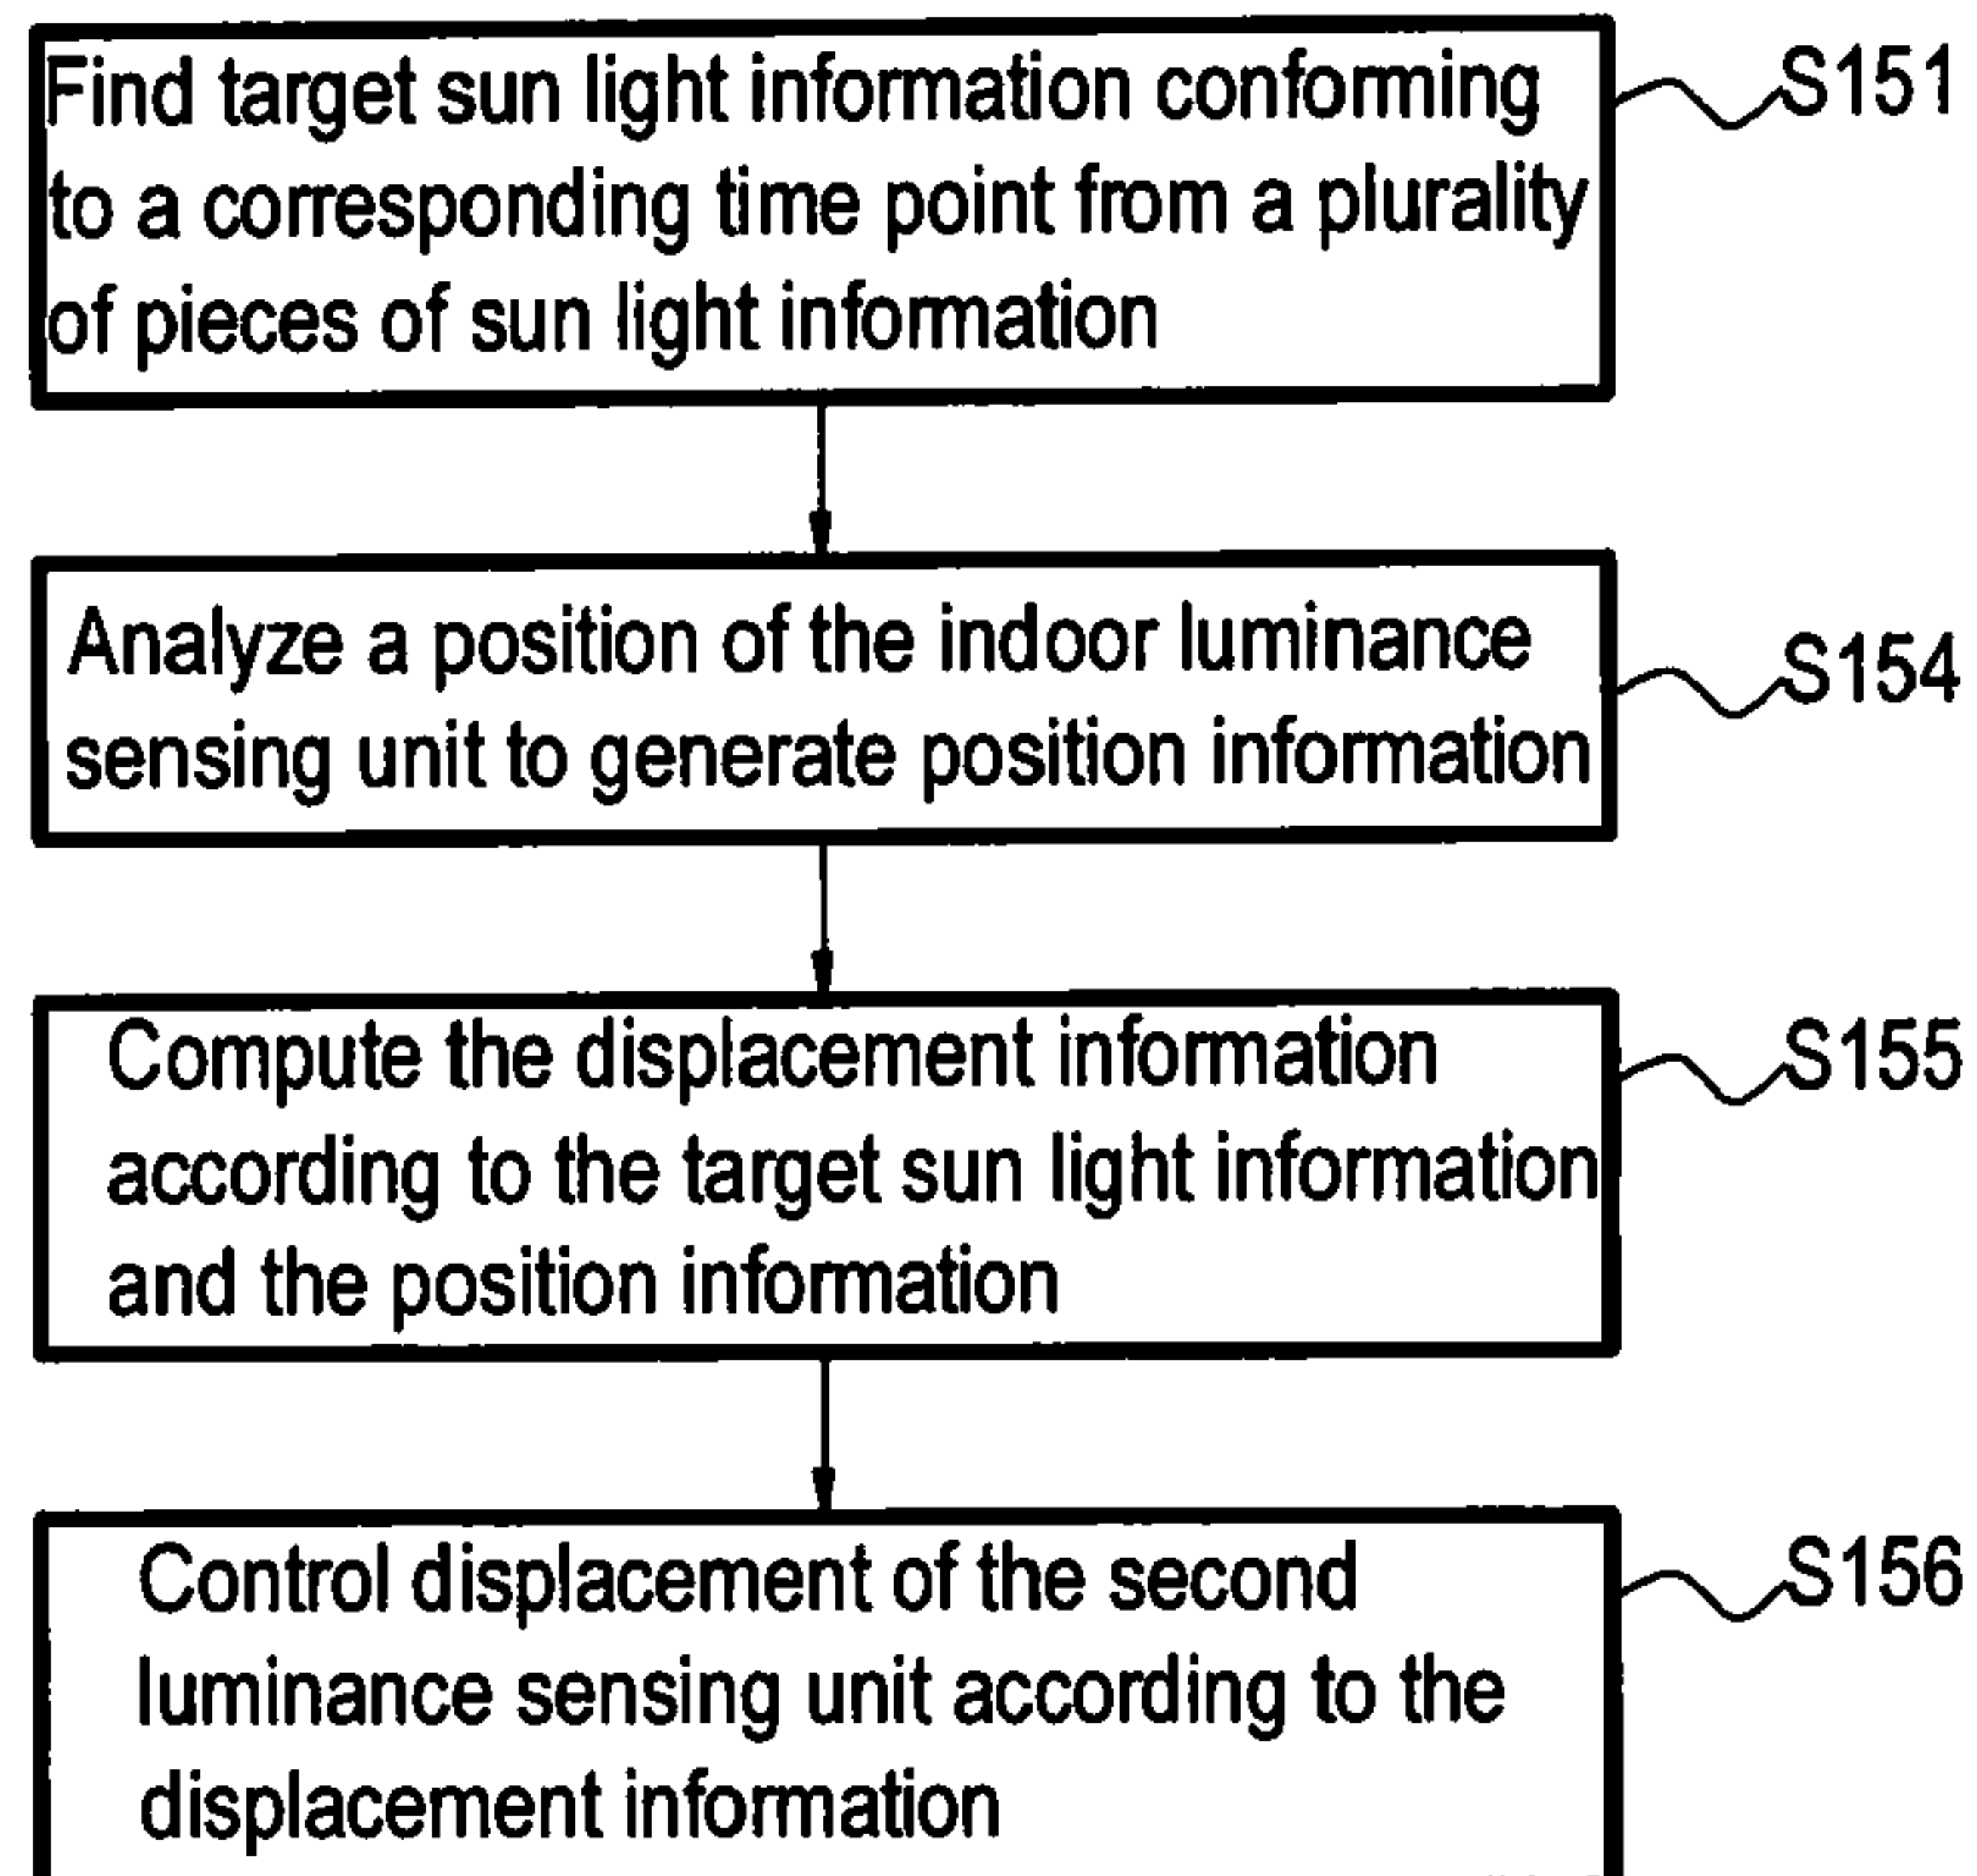 Find target sun light information conforming
to a corresponding time point from a plurality
of pieces of sun light information
S151
Analyze a position of the indoor luminance
sensing unit to generate position information
S154
Compute the displacement information
according to the target sun light information
and the position information
S155
Control displacement of the second
luminance sensing unit according to the
displacement information
S156